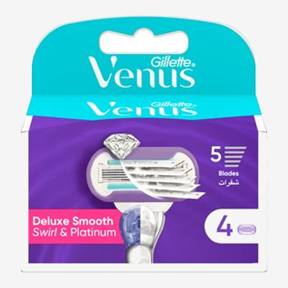 Gillette
Venus
Gillette
Venus
5
Blades
شفرات
Deluxe Smooth
Swirl & Platinum
4